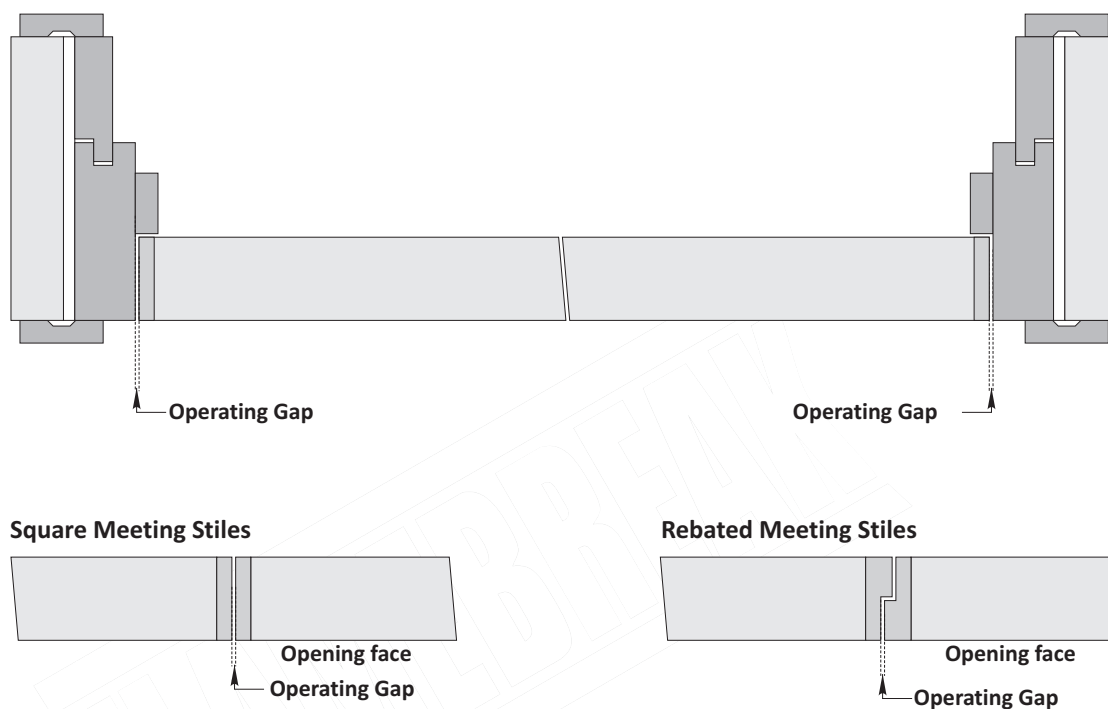 Operating Gap
Operating Gap
Square Meeting Stiles
Rebated Meeting Stiles
Opening face
Opening face
Operating Gap
Operating Gap